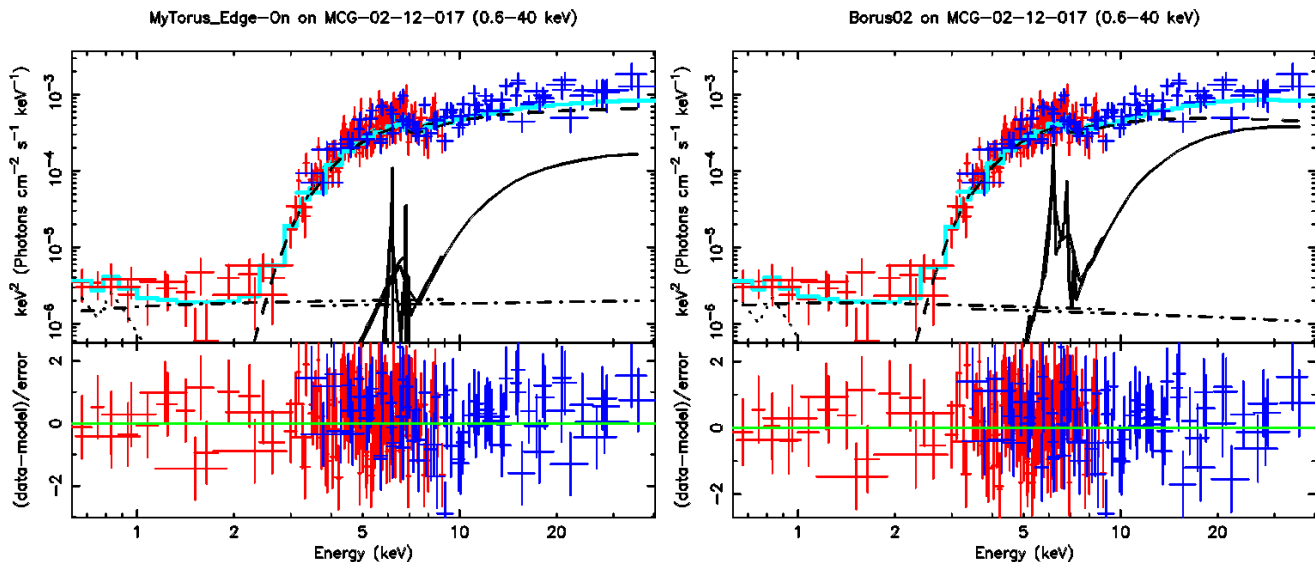 MyTorus_Edge-On on MCG-02-12-017 (0.6-40 keV)
keV² (Photons cm⁻² s⁻¹ keV⁻¹)
10⁻³
10⁻⁴
10⁻⁵
10⁻⁶
(data-model)/error
2
0
-2
1 2 5 10 20
Energy (keV)
Borus02 on MCG-02-12-017 (0.6-40 keV)
keV² (Photons cm⁻² s⁻¹ keV⁻¹)
10⁻³
10⁻⁴
10⁻⁵
10⁻⁶
(data-model)/error
2
0
-2
1 2 5 10 20
Energy (keV)